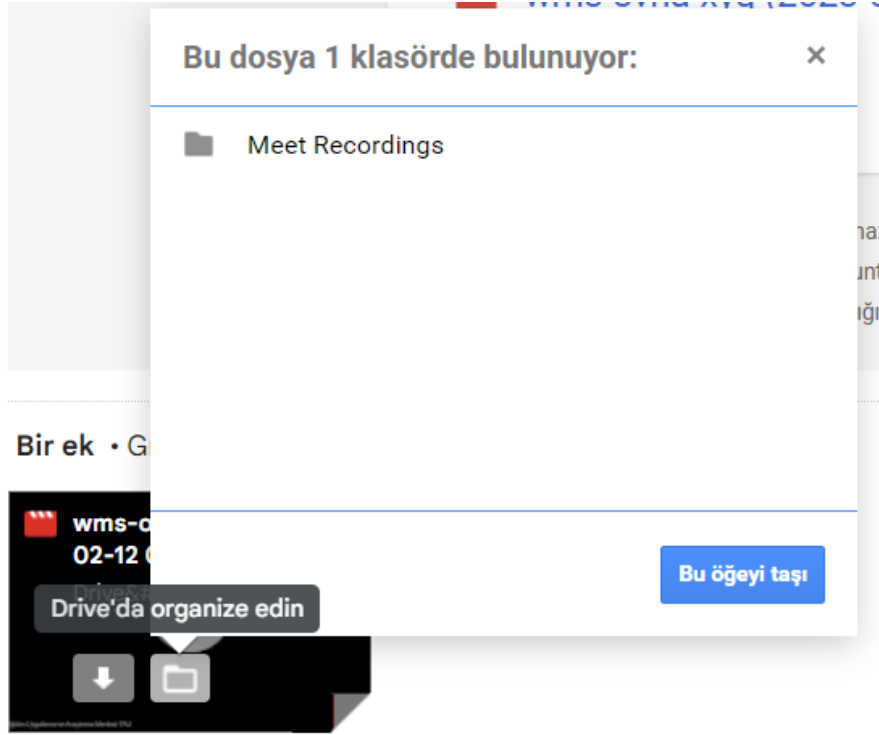 Bu dosya 1 klasörde bulunuyor:
×
Meet Recordings
Bir ek • G
wms-o
02-12
Drive'da organize edin
Bu öğeyi taşı